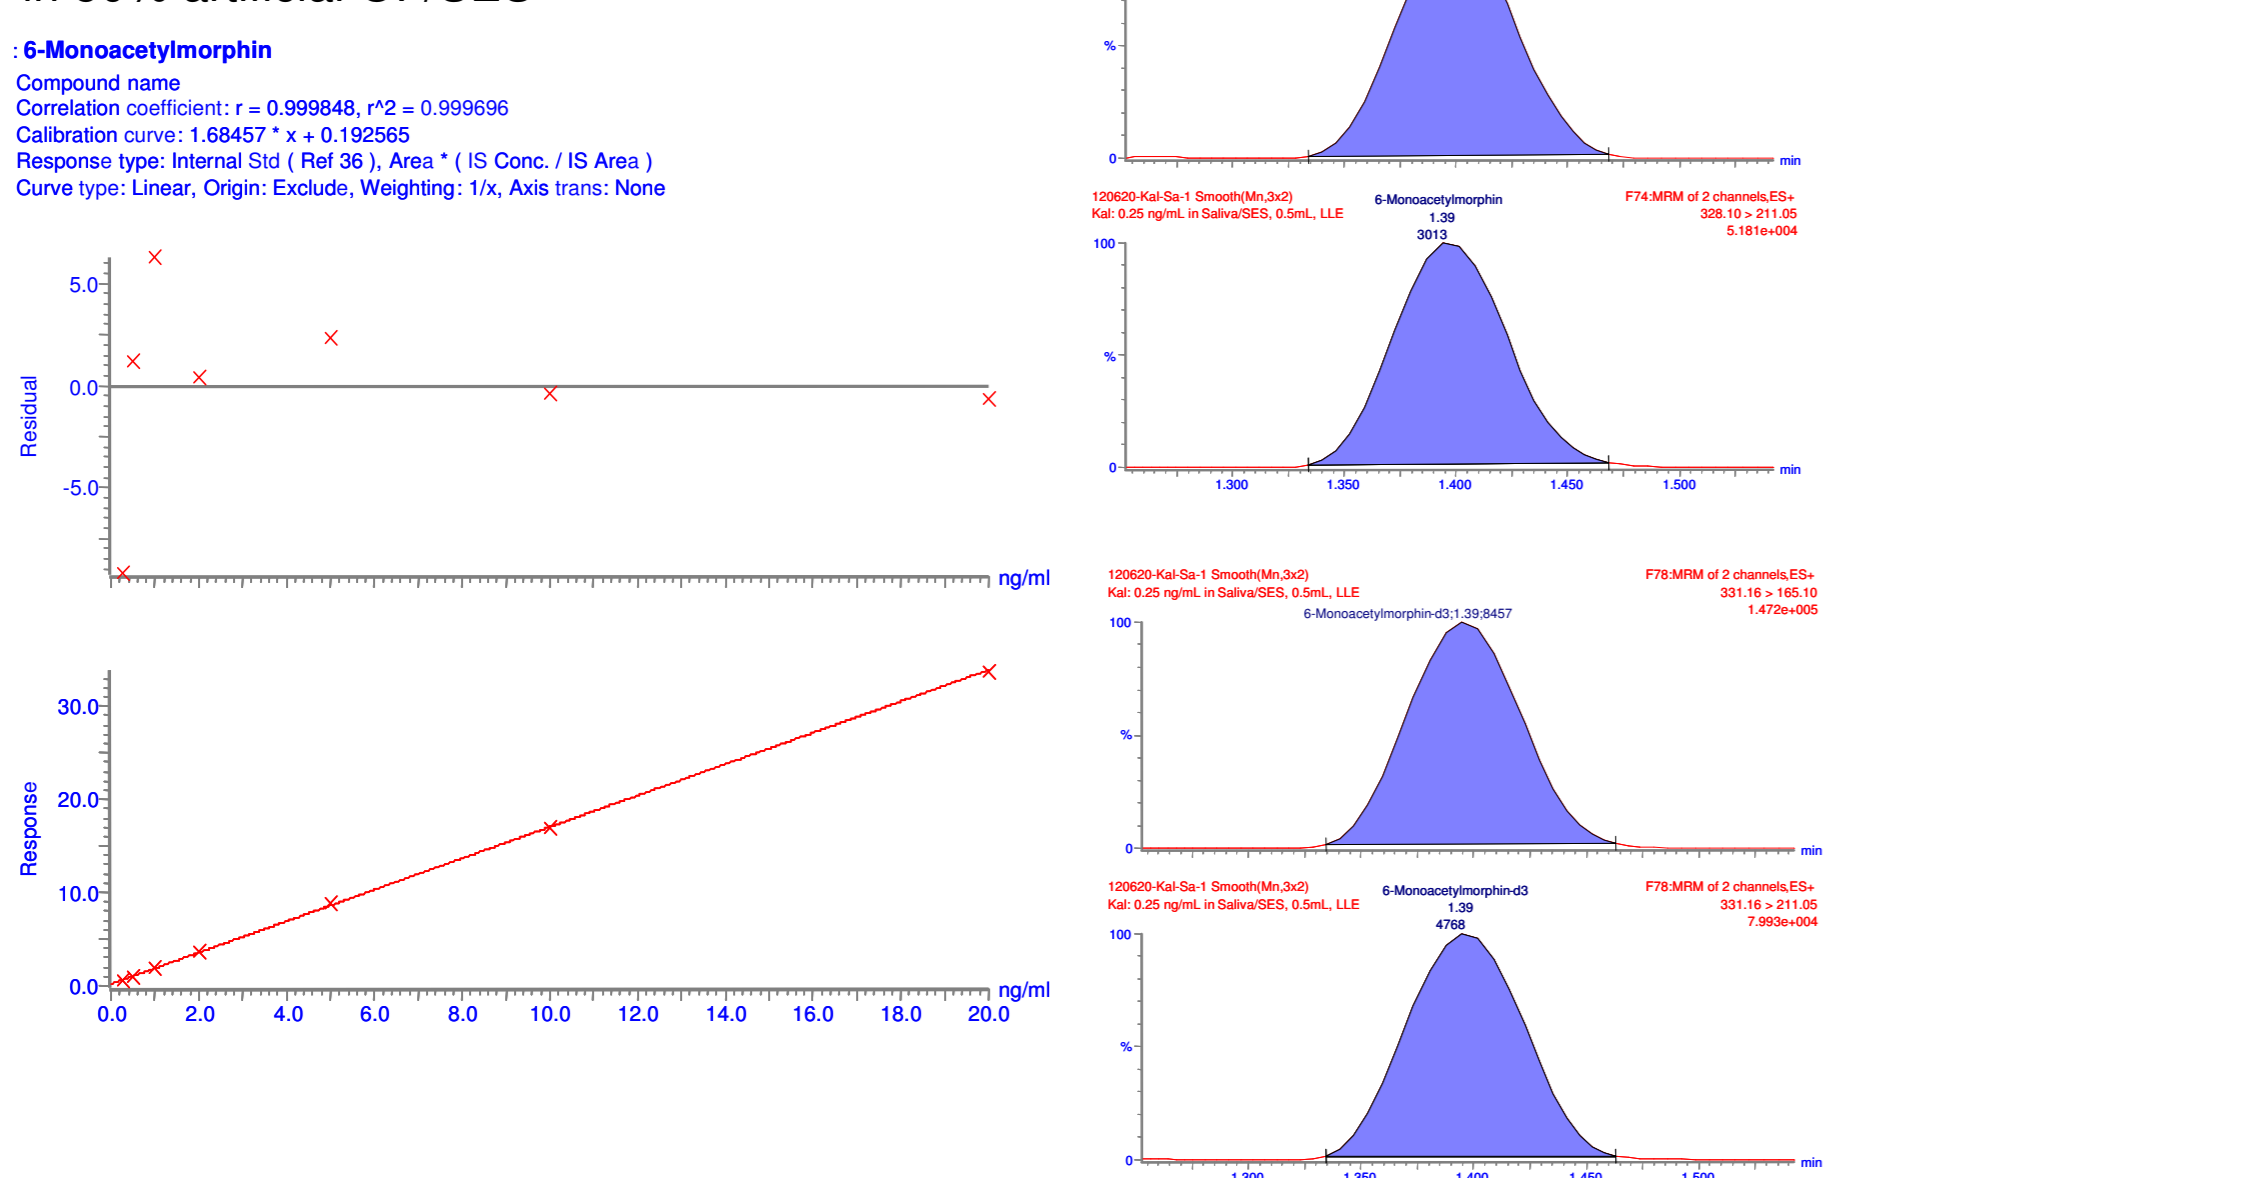 : 6-Monoacetylmorphin
Compound name
Correlation coefficient: r = 0.999848, r^2 = 0.999696
Calibration curve: 1.68457 * x + 0.192565
Response type: Internal Std ( Ref 36 ), Area * ( IS Conc. / IS Area )
Curve type: Linear, Origin: Exclude, Weighting: 1/x, Axis trans: None
5.0
0.0
-5.0
Residual
ng/ml
30.0
20.0
10.0
0.0
Response
ng/ml
0.0 2.0 4.0 6.0 8.0 10.0 12.0 14.0 16.0 18.0 20.0
%
0
min
120620-Kal-Sa-1 Smooth(Mn,3x2)
Kal: 0.25 ng/mL in Saliva/SES, 0.5mL, LLE
6-Monoacetylmorphin
1.39
3013
F74:MRM of 2 channels,ES+
328.10 > 211.05
5.181e+004
100
%
0
min
1.300 1.350 1.400 1.450 1.500
120620-Kal-Sa-1 Smooth(Mn,3x2)
Kal: 0.25 ng/mL in Saliva/SES, 0.5mL, LLE
6-Monoacetylmorphin-d3;1.39;8457
F78:MRM of 2 channels,ES+
331.16 > 165.10
1.472e+005
100
%
0
min
120620-Kal-Sa-1 Smooth(Mn,3x2)
Kal: 0.25 ng/mL in Saliva/SES, 0.5mL, LLE
6-Monoacetylmorphin-d3
1.39
4768
F78:MRM of 2 channels,ES+
331.16 > 211.05
7.993e+004
100
%
0
min
1.300 1.350 1.400 1.450 1.500